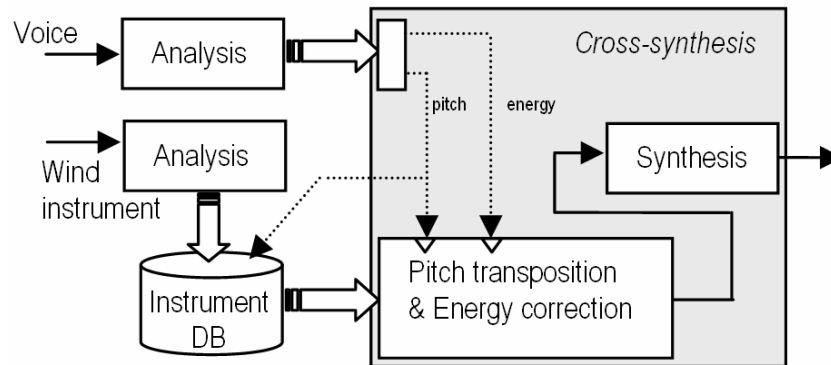 Voice
Analysis
Cross-synthesis
pitch
energy
Wind
instrument
Analysis
Synthesis
Instrument
DB
Pitch transposition
& Energy correction